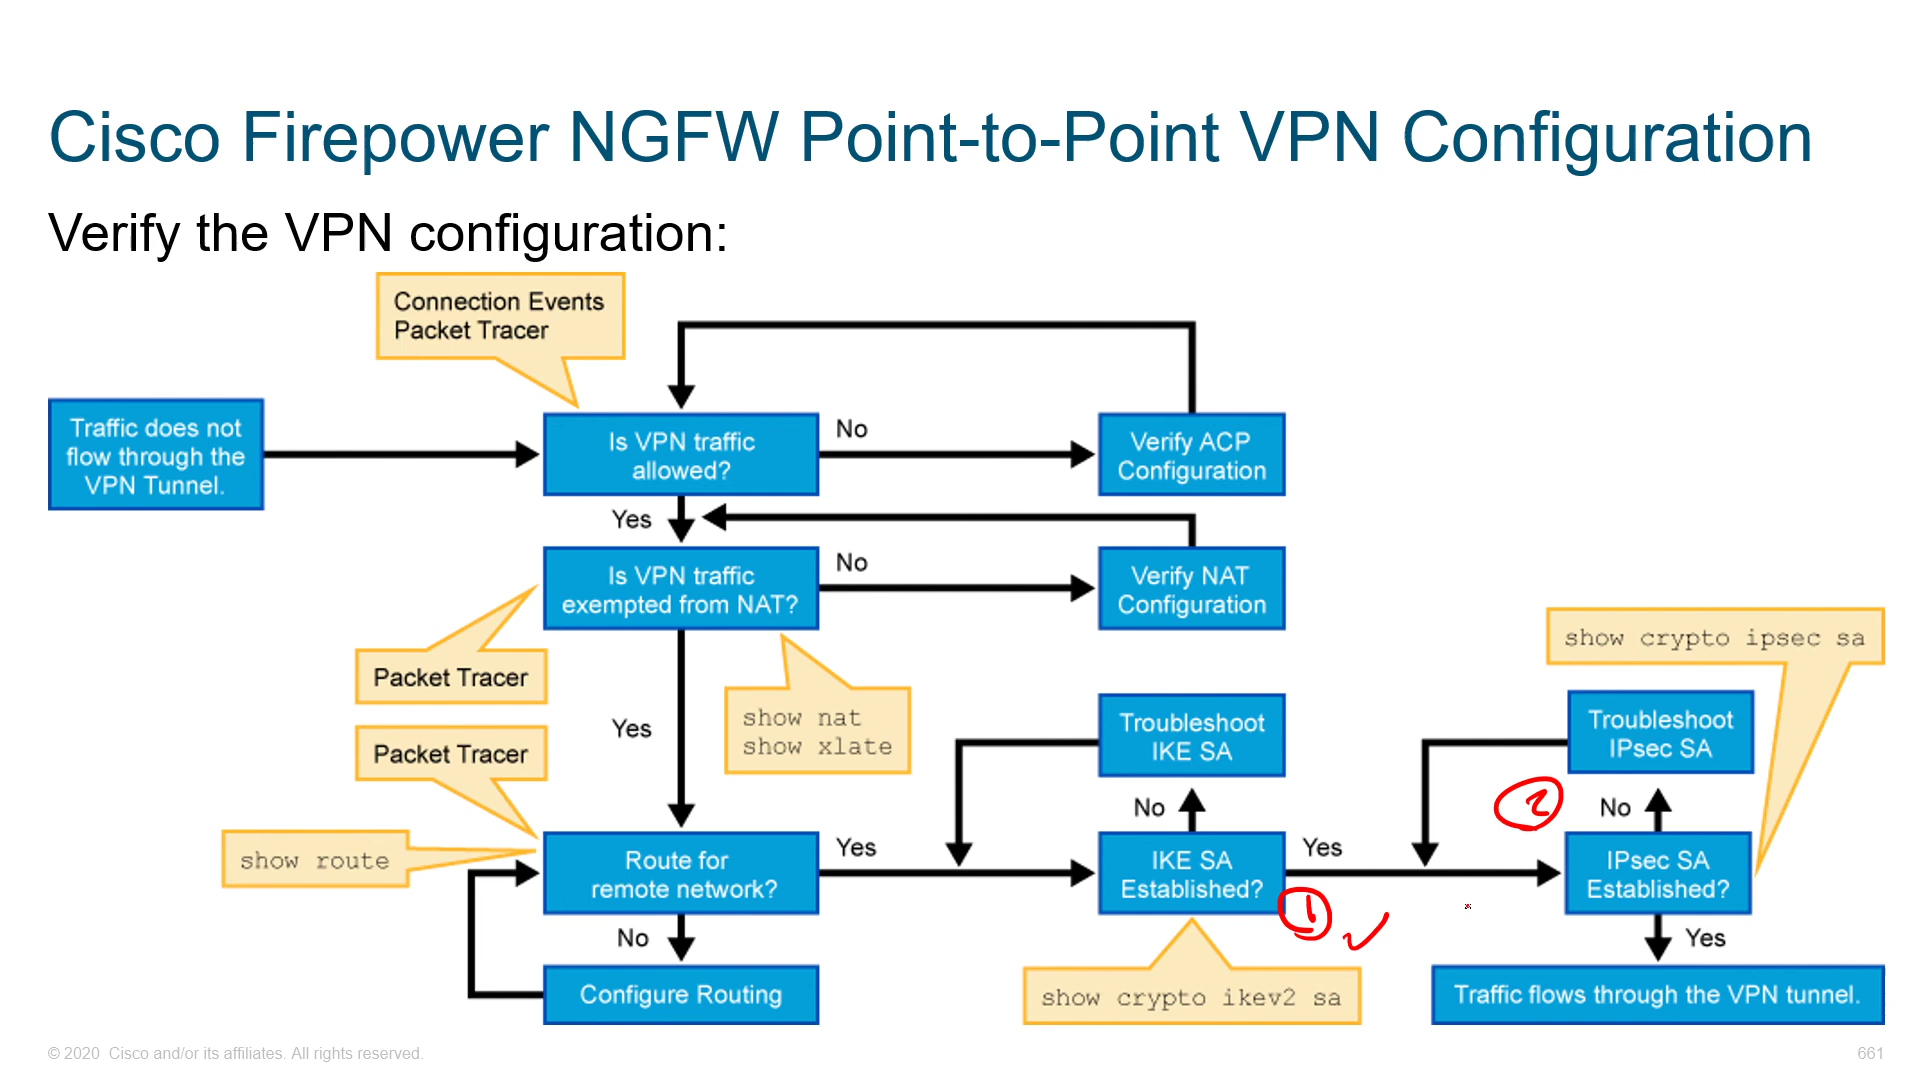 Cisco Firepower NGFW Point-to-Point VPN Configuration
Verify the VPN configuration:
Connection Events
Packet Tracer
Traffic does not
flow through the
VPN Tunnel.
Is VPN traffic
allowed?
No
Verify ACP
Configuration
Yes
Is VPN traffic
exempted from NAT?
No
Verify NAT
Configuration
Packet Tracer
show nat
show xlate
Yes
Packet Tracer
show route
Route for
remote network?
Yes
No
Configure Routing
Troubleshoot
IKE SA
No
IKE SA
Established?
1
Yes
show crypto ikev2 sa
show crypto ipsec sa
Troubleshoot
IPsec SA
2
No
IPsec SA
Established?
Yes
Traffic flows through the VPN tunnel.
© 2020 Cisco and/or its affiliates. All rights reserved.
661